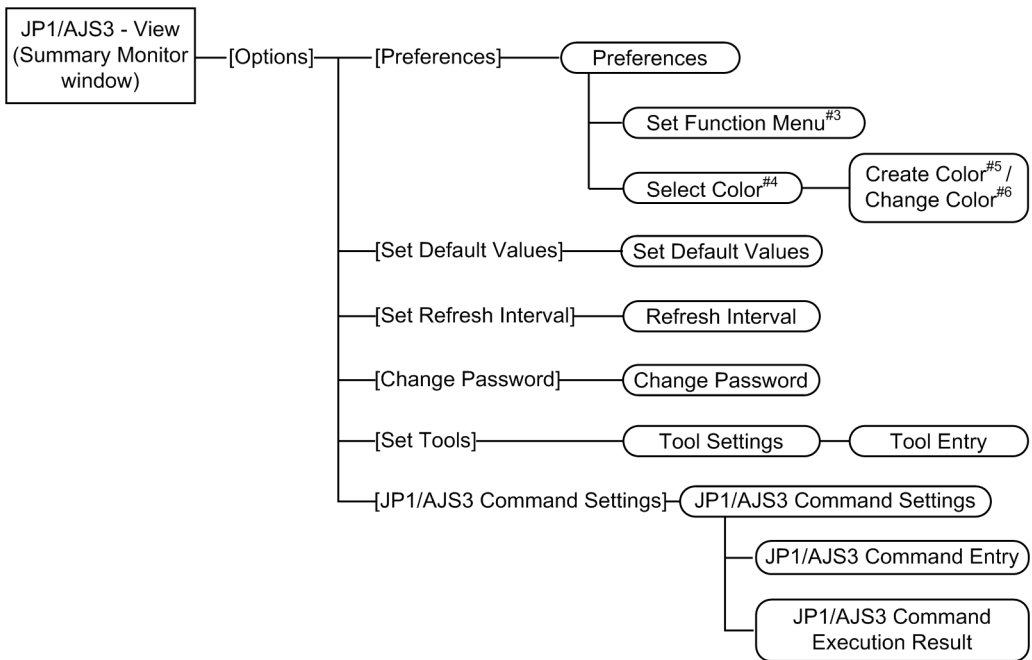 JP1/AJS3 - View
(Summary Monitor
window)
[Options]
[Preferences]
Preferences
Set Function Menu#3
Select Color#4
Create Color#5 /
Change Color#6
[Set Default Values]
Set Default Values
[Set Refresh Interval]
Refresh Interval
[Change Password]
Change Password
[Set Tools]
Tool Settings
Tool Entry
[JP1/AJS3 Command Settings]
JP1/AJS3 Command Settings
JP1/AJS3 Command Entry
JP1/AJS3 Command
Execution Result